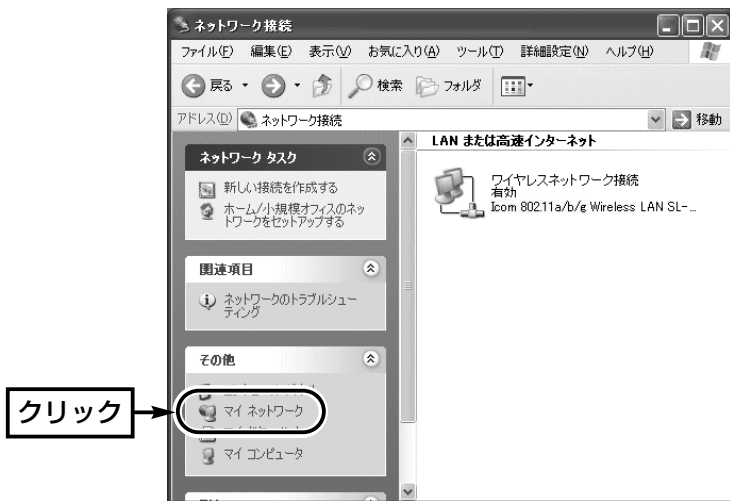 ネットワーク接続
ファイル(F) 編集(E) 表示(V) お気に入り(A) ツール(T) 詳細設定(N) ヘルプ(H)
戻る 検索 フォルダ
アドレス(D) ネットワーク接続 移動
ネットワーク タスク
新しい接続を作成する
ホーム/小規模オフィスのネッ
トワークをセットアップする
関連項目
ネットワークのトラブルシュー
ティング
その他
マイ ネットワーク
マイ コンピュータ
LAN または高速インターネット
ワイヤレスネットワーク接続
有効
Icom 802.11a/b/g Wireless LAN SL-...
クリック